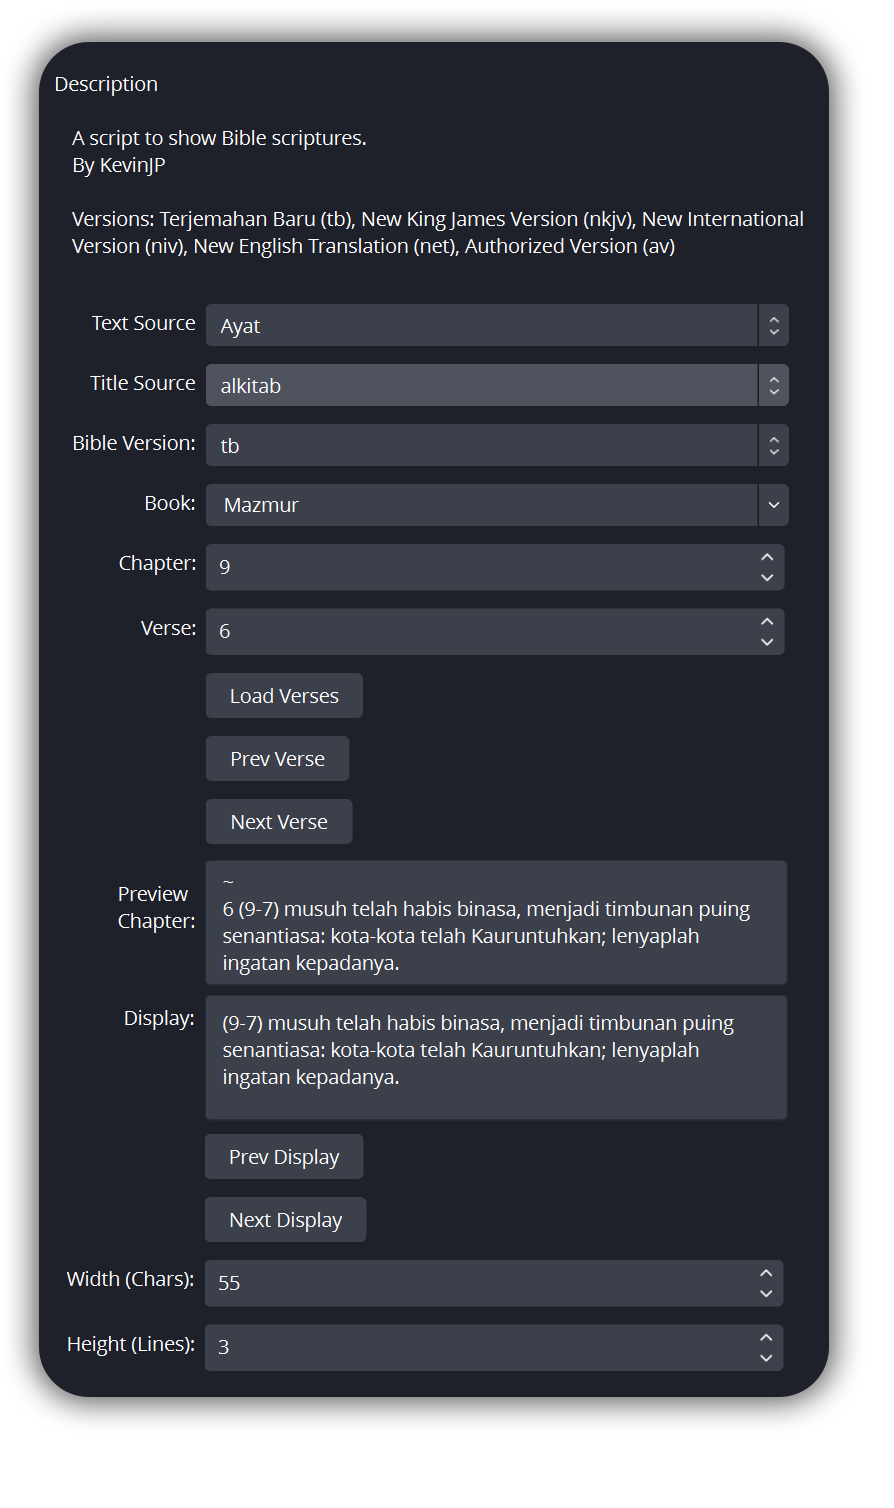 Description
A script to show Bible scriptures.
By KevinJP
Versions: Terjemahan Baru (tb), New King James Version (nkjv), New International
Version (niv), New English Translation (net), Authorized Version (av)
Text Source Ayat
Title Source alkitab
Bible Version: tb
Book: Mazmur
Chapter: 9
Verse: 6
Load Verses
Prev Verse
Next Verse
Preview
Chapter:
~
6 (9-7) musuh telah habis binasa, menjadi timbunan puing
senantiasa: kota-kota telah Kauruntuhkan; lenyaplah
ingatan kepadanya.
Display:
(9-7) musuh telah habis binasa, menjadi timbunan puing
senantiasa: kota-kota telah Kauruntuhkan; lenyaplah
ingatan kepadanya.
Prev Display
Next Display
Width (Chars): 55
Height (Lines): 3